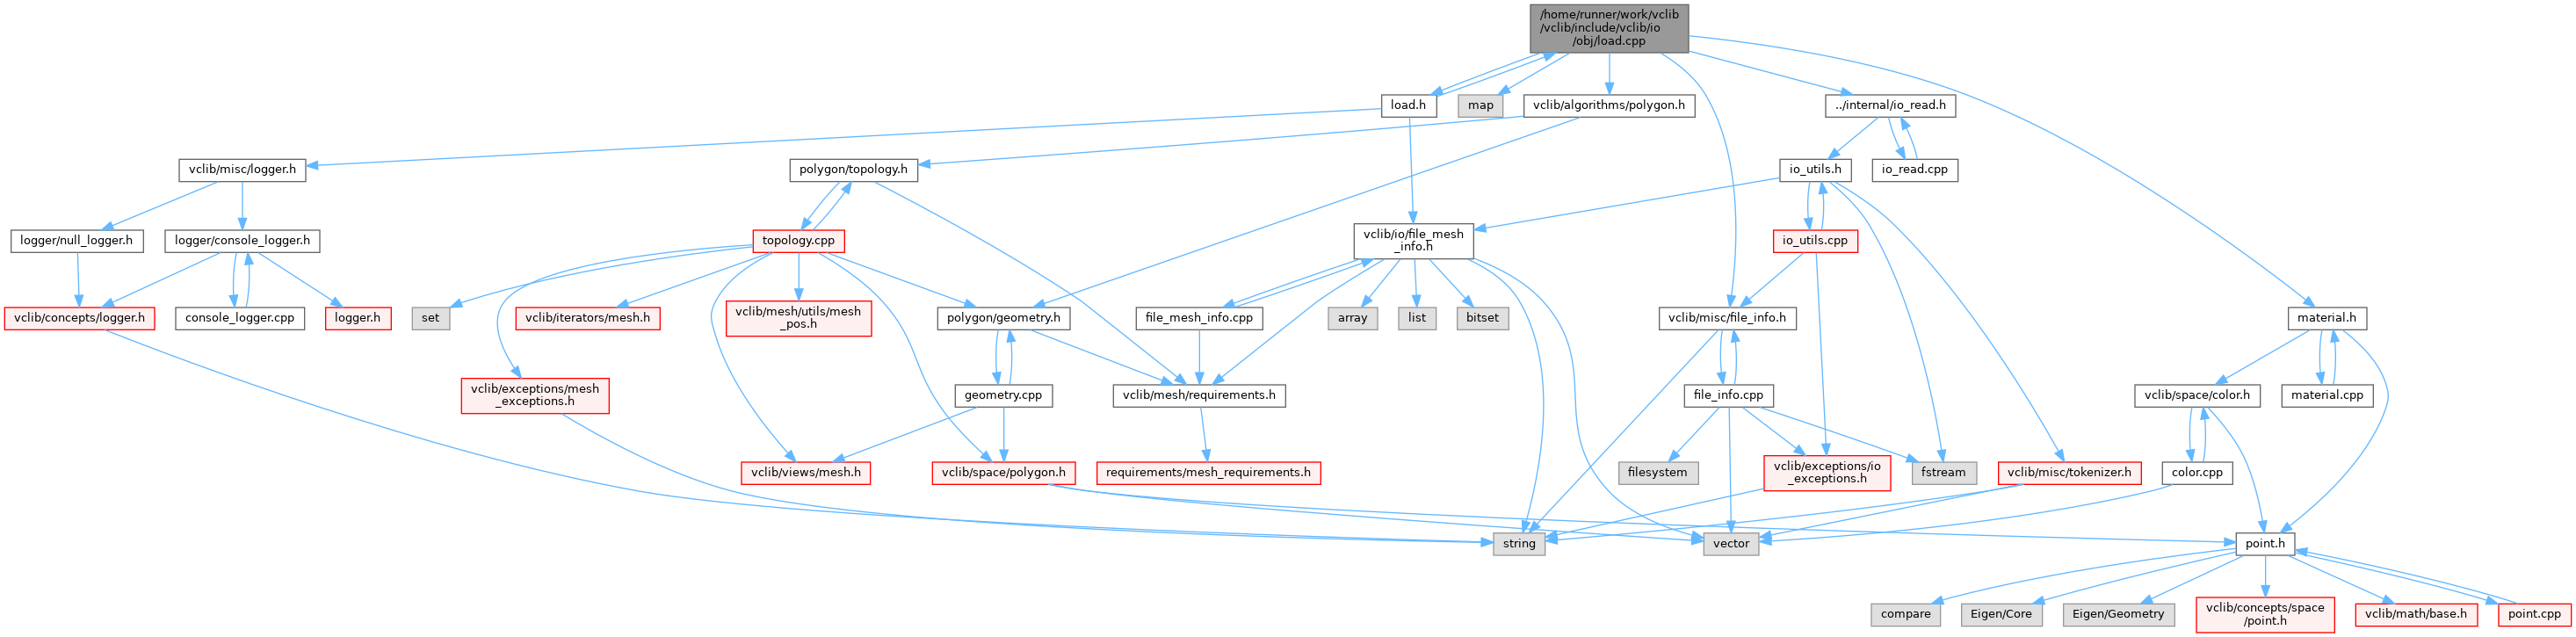 /home/runner/work/vclib
/vclib/include/vclib/io
/obj/load.cpp
load.h
map
vclib/algorithms/polygon.h
../internal/io_read.h
vclib/misc/logger.h
polygon/topology.h
io_utils.h
io_read.cpp
logger/null_logger.h
logger/console_logger.h
topology.cpp
vclib/io/file_mesh
_info.h
io_utils.cpp
vclib/concepts/logger.h
console_logger.cpp
logger.h
set
vclib/iterators/mesh.h
vclib/mesh/utils/mesh
_pos.h
polygon/geometry.h
file_mesh_info.cpp
array
list
bitset
vclib/misc/file_info.h
material.h
vclib/exceptions/mesh
_exceptions.h
geometry.cpp
vclib/mesh/requirements.h
file_info.cpp
vclib/space/color.h
material.cpp
vclib/views/mesh.h
vclib/space/polygon.h
requirements/mesh_requirements.h
filesystem
vclib/exceptions/io
_exceptions.h
fstream
vclib/misc/tokenizer.h
color.cpp
string
vector
point.h
compare
Eigen/Core
Eigen/Geometry
vclib/concepts/space
/point.h
vclib/math/base.h
point.cpp